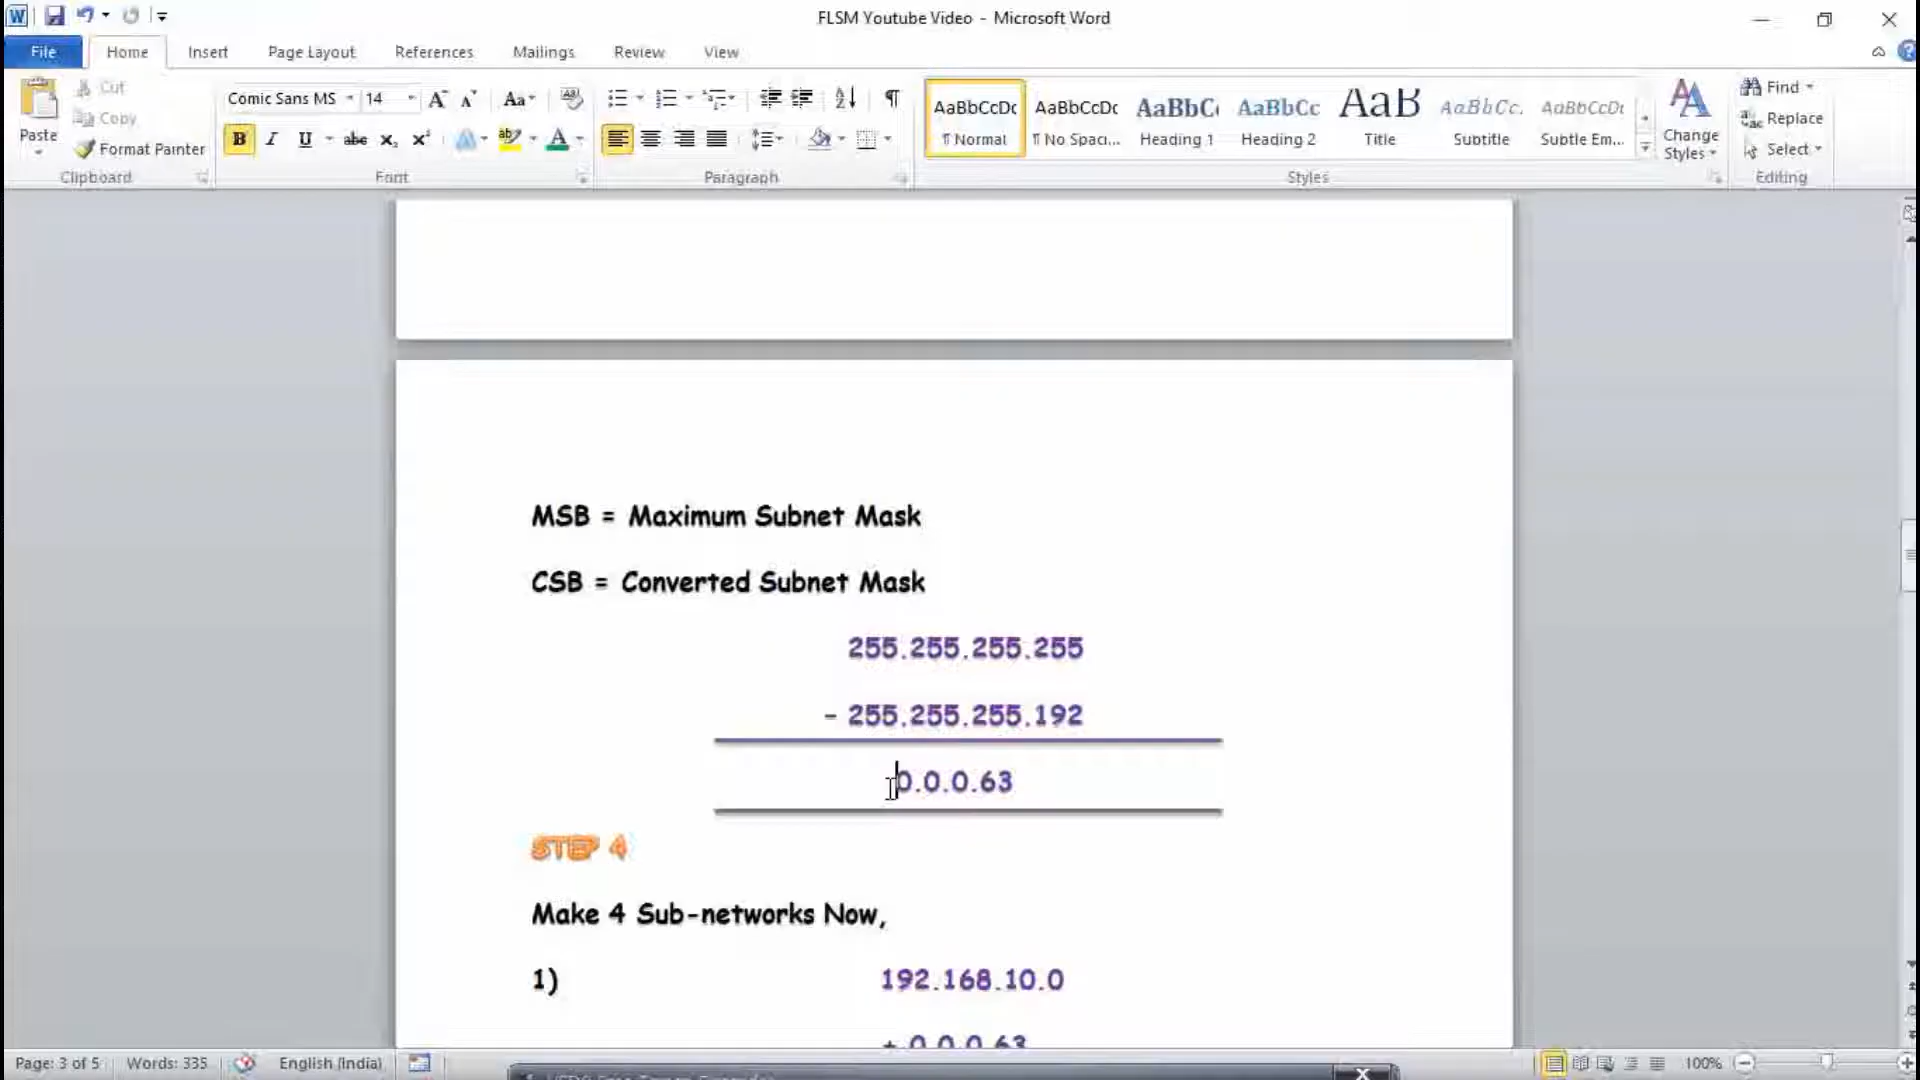 FLSM Youtube Video - Microsoft Word
File Home Insert Page Layout References Mailings Review View
Paste
Cut
Copy
Format Painter
Clipboard
Comic Sans MS 14
Font
Paragraph
AaBbCcDc AaBbCcDc AaBbC AaBbCc AaB AaBbCc. AaBbCcDt
¶ Normal ¶ No Spaci... Heading 1 Heading 2 Title Subtitle Subtle Em...
Styles
Change Styles
Find
Replace
Select
Editing
MSB = Maximum Subnet Mask
CSB = Converted Subnet Mask
255.255.255.255
- 255.255.255.192
0.0.0.63
STEP 4
Make 4 Sub-networks Now,
1) 192.168.10.0
+ 0.0.0.63
Page: 3 of 5 Words: 335 English (India) 100%